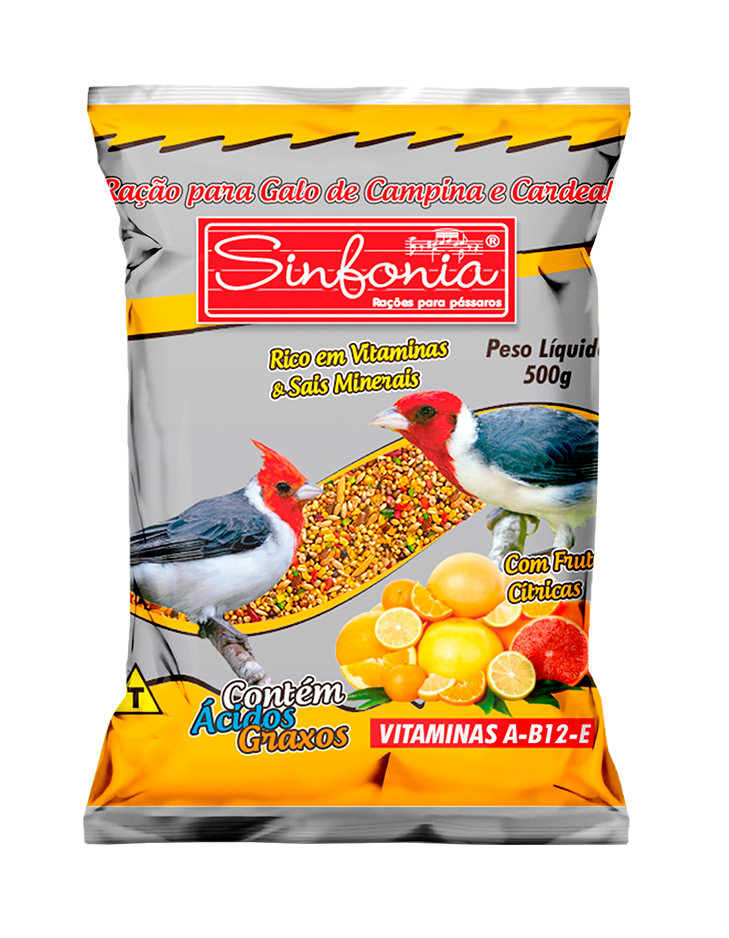 Ração para Galo de Campina e Cardeal
Sinfonia®
Rações para pássaros
Rico em Vitaminas
& Sais Minerais
Peso Líquido
500g
Com Frut
Cítricas
T
Contém
Ácidos
Graxos
VITAMINAS A-B12-E